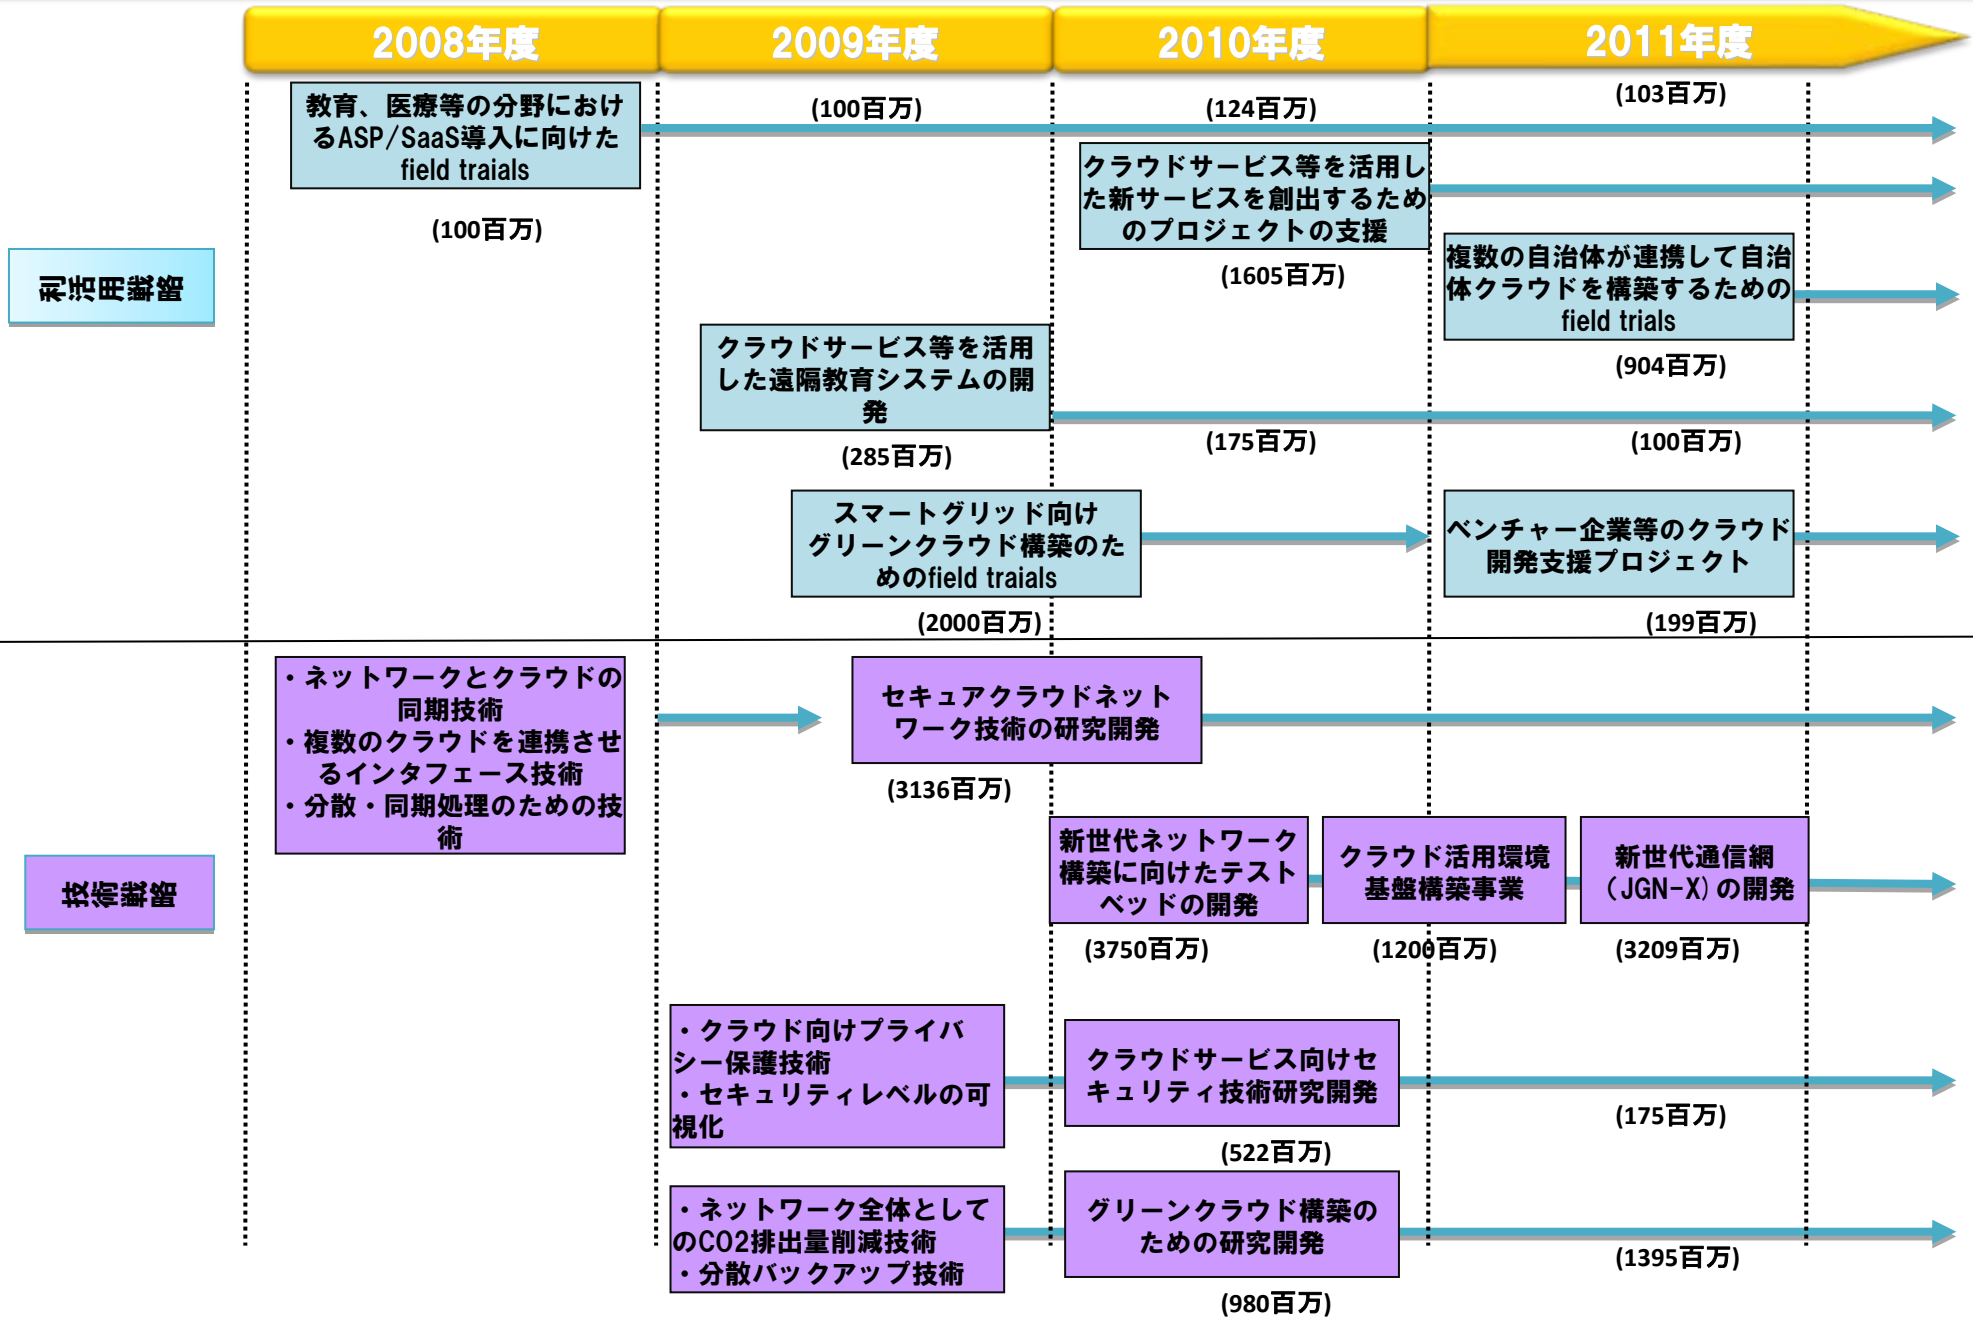 2008年度
2009年度
2010年度
2011年度
教育、医療等の分野におけ
るASP/SaaS導入に向けた
field traials
(100百万)
(100百万)
(124百万)
(103百万)
クラウドサービス等を活用し
た新サービスを創出するため
のプロジェクトの支援
(1605百万)
利活用戦略
複数の自治体が連携して自治
体クラウドを構築するための
field trials
(904百万)
クラウドサービス等を活用
した遠隔教育システムの開
発
(285百万)
(175百万)
(100百万)
スマートグリッド向け
グリーンクラウド構築のた
めのfield traials
(2000百万)
ベンチャー企業等のクラウド
開発支援プロジェクト
(199百万)
・ネットワークとクラウドの
同期技術
・複数のクラウドを連携させ
るインタフェース技術
・分散・同期処理のための技
術
セキュアクラウドネット
ワーク技術の研究開発
(3136百万)
技術戦略
新世代ネットワーク
構築に向けたテスト
ベッドの開発
(3750百万)
クラウド活用環境
基盤構築事業
(1200百万)
新世代通信網
（JGN-X)の開発
(3209百万)
・クラウド向けプライバ
シー保護技術
・セキュリティレベルの可
視化
クラウドサービス向けセ
キュリティ技術研究開発
(522百万)
(175百万)
・ネットワーク全体として
のCO2排出量削減技術
・分散バックアップ技術
グリーンクラウド構築の
ための研究開発
(980百万)
(1395百万)